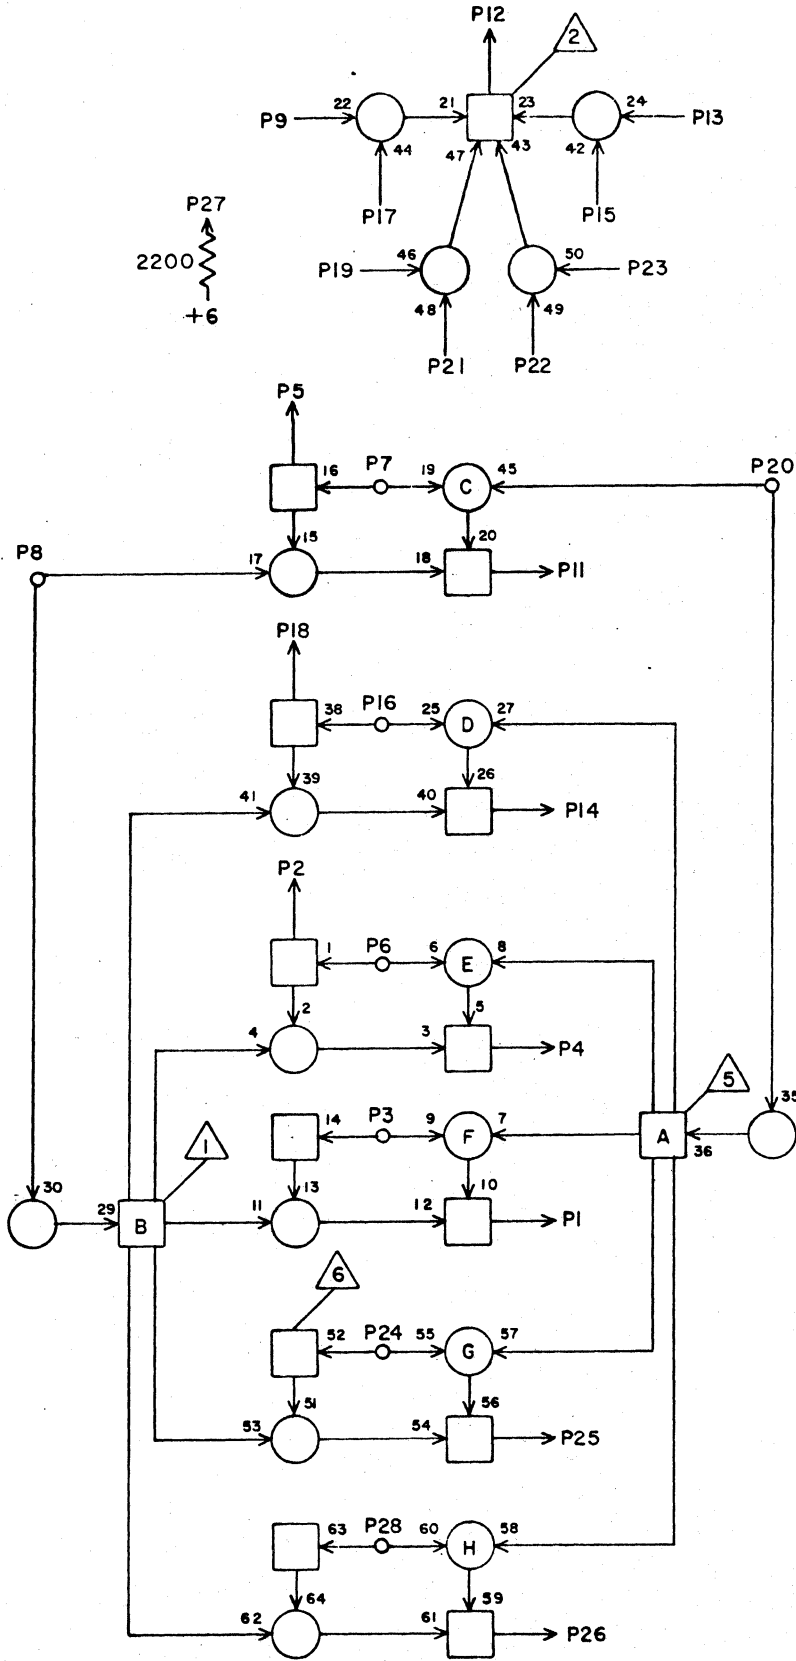 P12
2
22 21 23 24
P9 P13
44 47 43 42
P17 P15
P27
2200
+6
46 50
P19 P23
48 49
P21 P22
P5
16 P7 19 C 45 P20
15 20
P8 17 18 P11
P18
38 P16 25 D 27
39 26
41 40 P14
P2
1 P6 6 E 8
2 5
4 3 P4
5
14 P3 9 F 7 A 36 35
1
13 10
30 29 B 11 12 P1
6
52 P24 55 G 57
51 56
53 54 P25
63 P28 60 H 58
64 59
62 61 P26